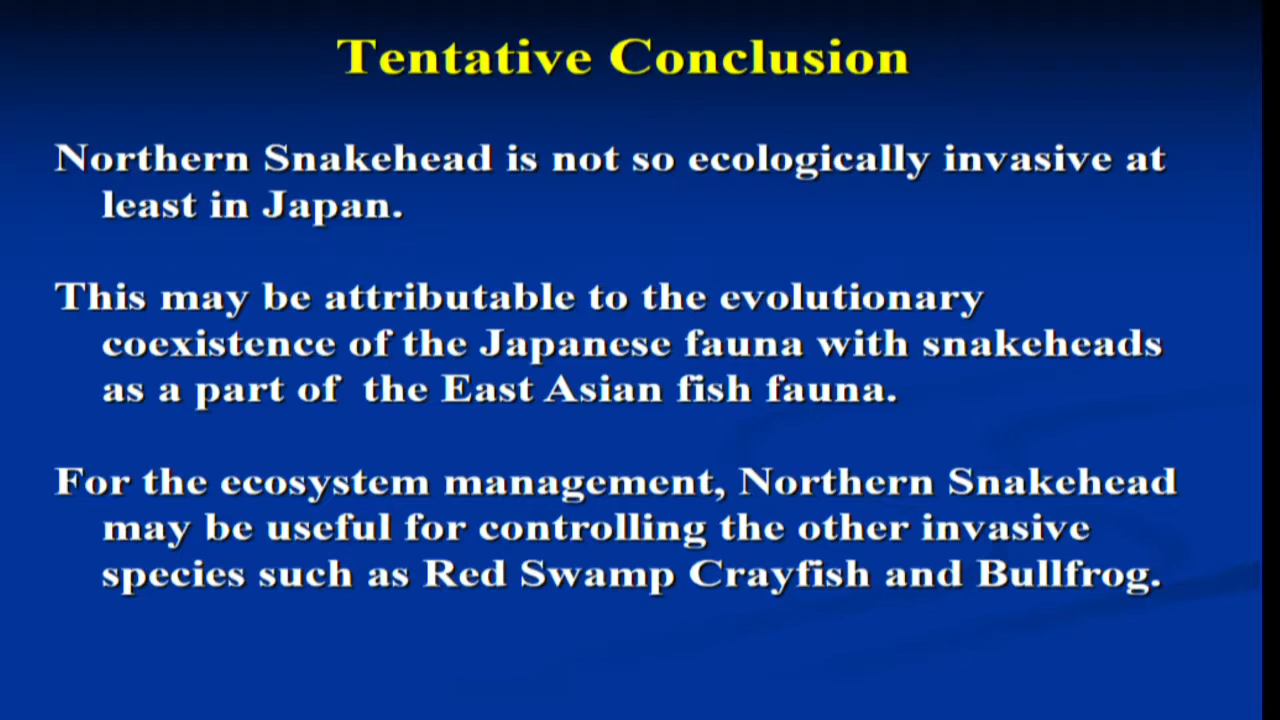 Tentative Conclusion
Northern Snakehead is not so ecologically invasive at
least in Japan.
This may be attributable to the evolutionary
coexistence of the Japanese fauna with snakeheads
as a part of the East Asian fish fauna.
For the ecosystem management, Northern Snakehead
may be useful for controlling the other invasive
species such as Red Swamp Crayfish and Bullfrog.